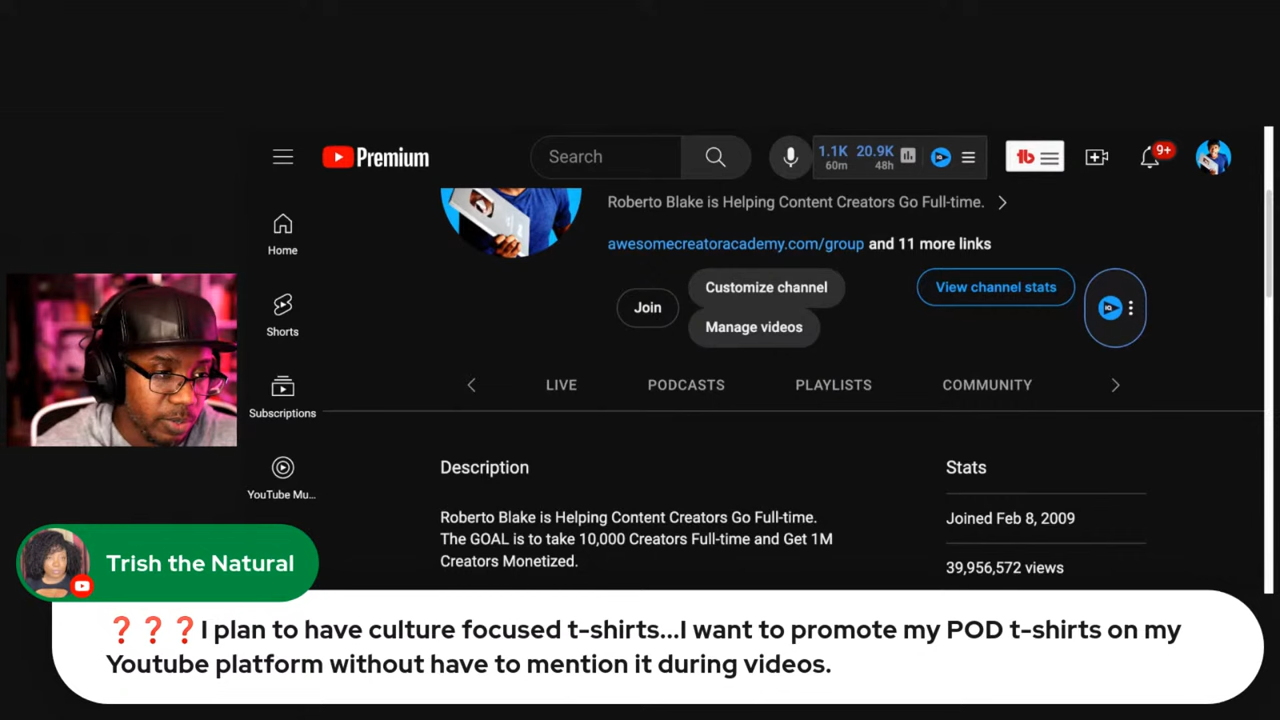 Premium
Search
1.1K 20.9K
60m 48h
9+
Roberto Blake is Helping Content Creators Go Full-time.
awesomecreatoracademy.com/group and 11 more links
Home
Join
Customize channel
Manage videos
View channel stats
IQ
Shorts
LIVE PODCASTS PLAYLISTS COMMUNITY
Subscriptions
Description
Stats
YouTube Mu...
Roberto Blake is Helping Content Creators Go Full-time.
The GOAL is to take 10,000 Creators Full-time and Get 1M
Creators Monetized.
Joined Feb 8, 2009
39,956,572 views
Trish the Natural
❓❓❓I plan to have culture focused t-shirts...I want to promote my POD t-shirts on my
Youtube platform without have to mention it during videos.